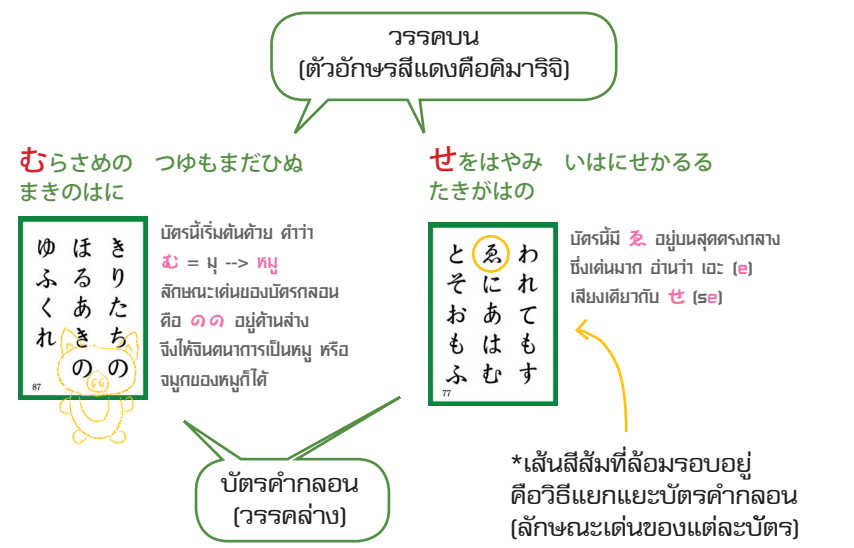 วรรคบน
(ตัวอักษรสีแดงคือคิมาริจิ)
むらさめの　つゆもまだひぬ
まきのはに
きりたちの
ほるあきの
ゆふくれ
87
บัตรนี้เริ่มต้นด้วย คำว่า
む = มุ --> หมู
ลักษณะเด่นของบัตรกลอน
คือ のの อยู่ด้านล่าง
จึงให้จินตนาการเป็นหมู หรือ
จมูกของหมูก็ได้
せをはやみ　いはにせかるる
たきがはの
われてもす
ゑにあはむ
とそおもふ
77
บัตรนี้มี ゑ อยู่บนสุดตรงกลาง
ซึ่งเด่นมาก อ่านว่า เอะ (e)
เสียงเดียวกับ せ (se)
บัตรคำกลอน
(วรรคล่าง)
*เส้นสีส้มที่ล้อมรอบอยู่
คือวิธีแยกแยะบัตรคำกลอน
(ลักษณะเด่นของแต่ละบัตร)